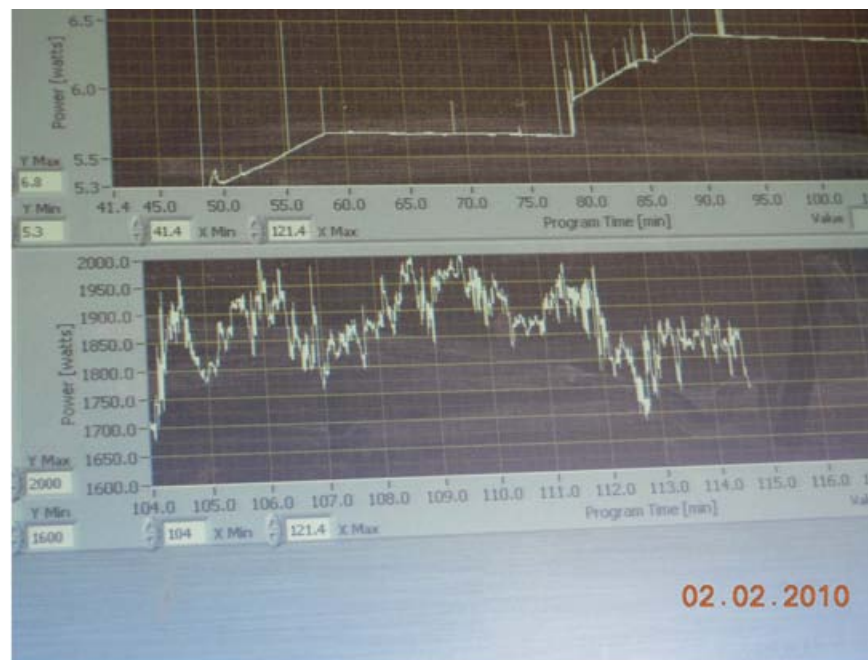 6.5
6.0
5.5
5.3
Power [watts]
Y Max
6.8
41.4 45.0 50.0 55.0 60.0 65.0 70.0 75.0 80.0 85.0 90.0 95.0 100.0
Y Min
5.3
41.4 X Min 121.4 X Max
Program Time [min]
Value
2000.0
1950.0
1900.0
1850.0
1800.0
1750.0
1700.0
1650.0
1600.0
Power [watts]
Y Max
2000
104.0 105.0 106.0 107.0 108.0 109.0 110.0 111.0 112.0 113.0 114.0 115.0 116.0
Y Min
1600
104 X Min 121.4 X Max
Program Time [min]
02.02.2010